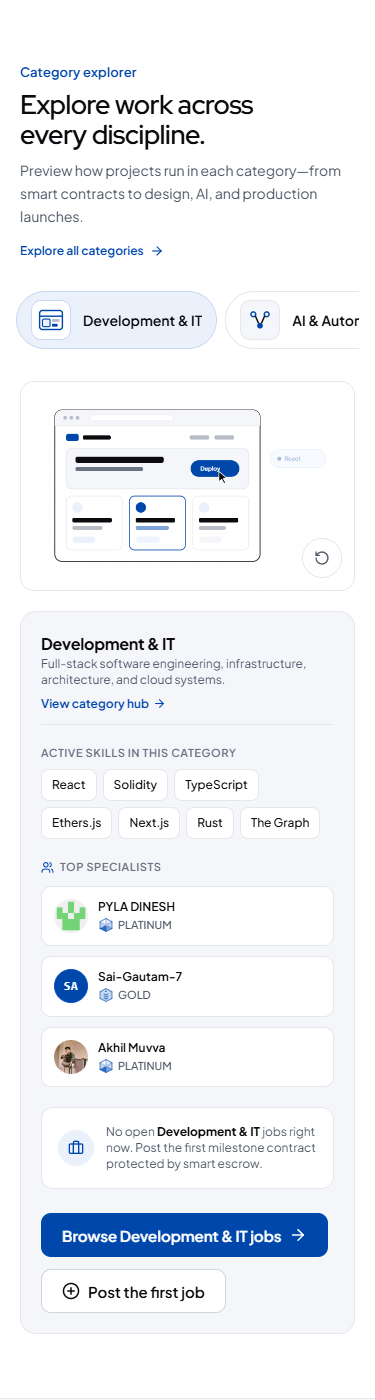 Category explorer
Explore work across
every discipline.
Preview how projects run in each category—from
smart contracts to design, AI, and production
launches.
Explore all categories
Development & IT
AI & Autor
Deploy
React
Development & IT
Full-stack software engineering, infrastructure,
architecture, and cloud systems.
View category hub
ACTIVE SKILLS IN THIS CATEGORY
React
Solidity
TypeScript
Ethers.js
Next.js
Rust
The Graph
TOP SPECIALISTS
PYLA DINESH
PLATINUM
SA
Sai-Gautam-7
GOLD
Akhil Muvva
PLATINUM
No open Development & IT jobs right
now. Post the first milestone contract
protected by smart escrow.
Browse Development & IT jobs
Post the first job